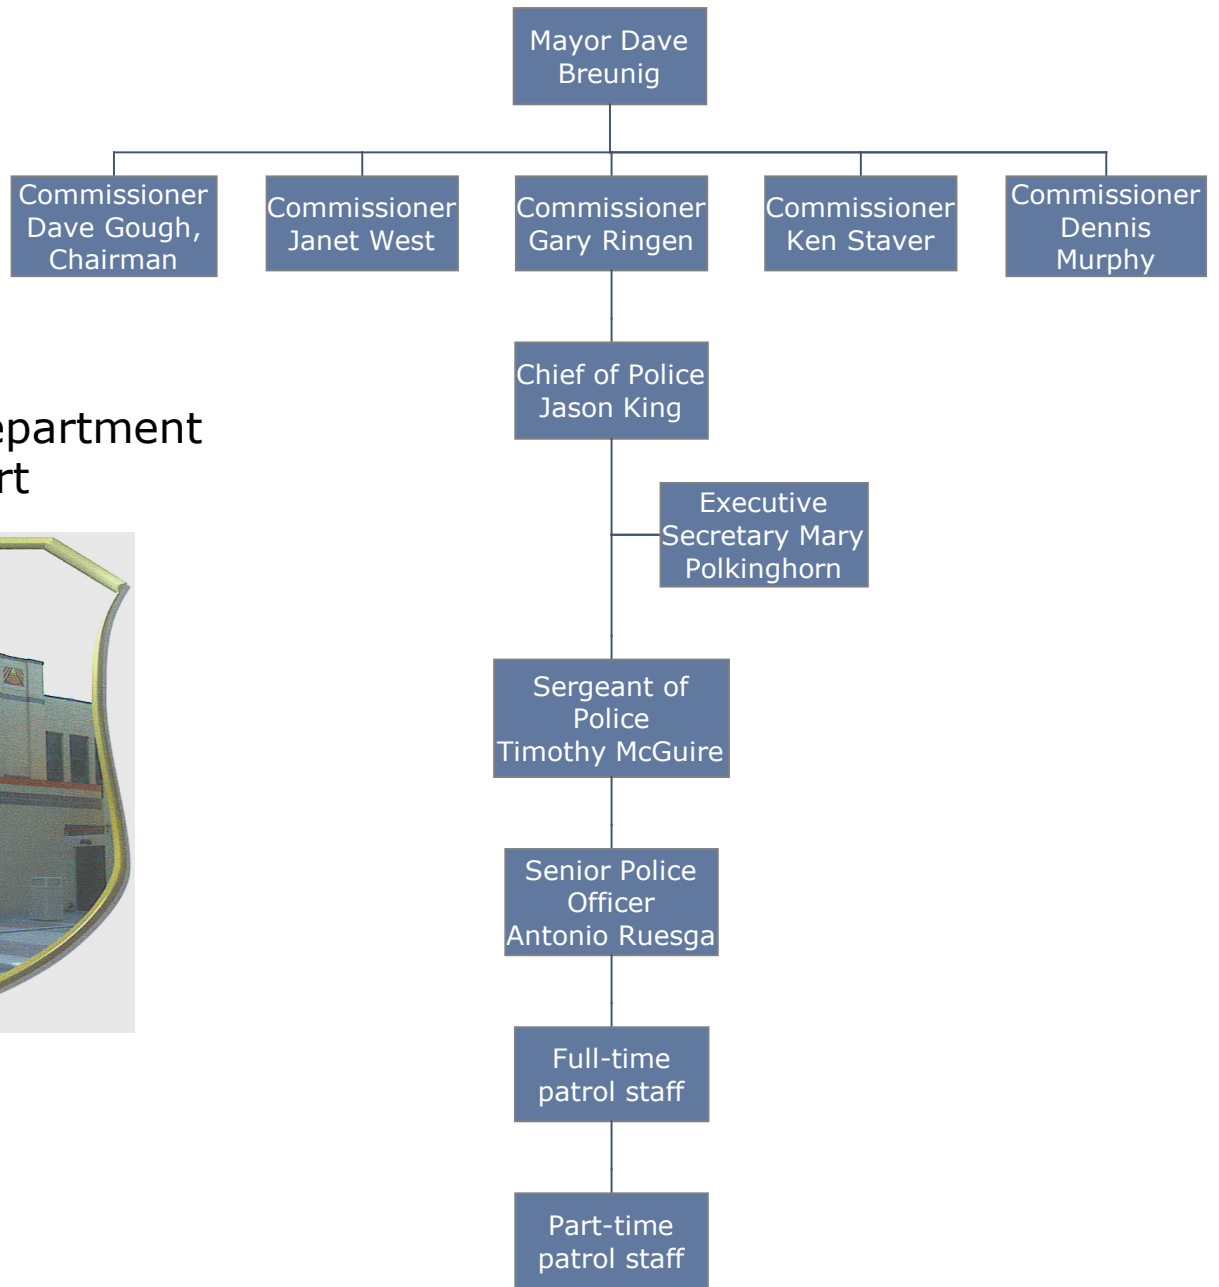 Mayor Dave
Breunig
Commissioner
Dave Gough,
Chairman
Commissioner
Janet West
Commissioner
Gary Ringen
Commissioner
Ken Staver
Commissioner
Dennis
Murphy
Chief of Police
Jason King
Executive
Secretary Mary
Polkinghorn
Sergeant of
Police
Timothy McGuire
Senior Police
Officer
Antonio Ruesga
Full-time
patrol staff
Part-time
patrol staff